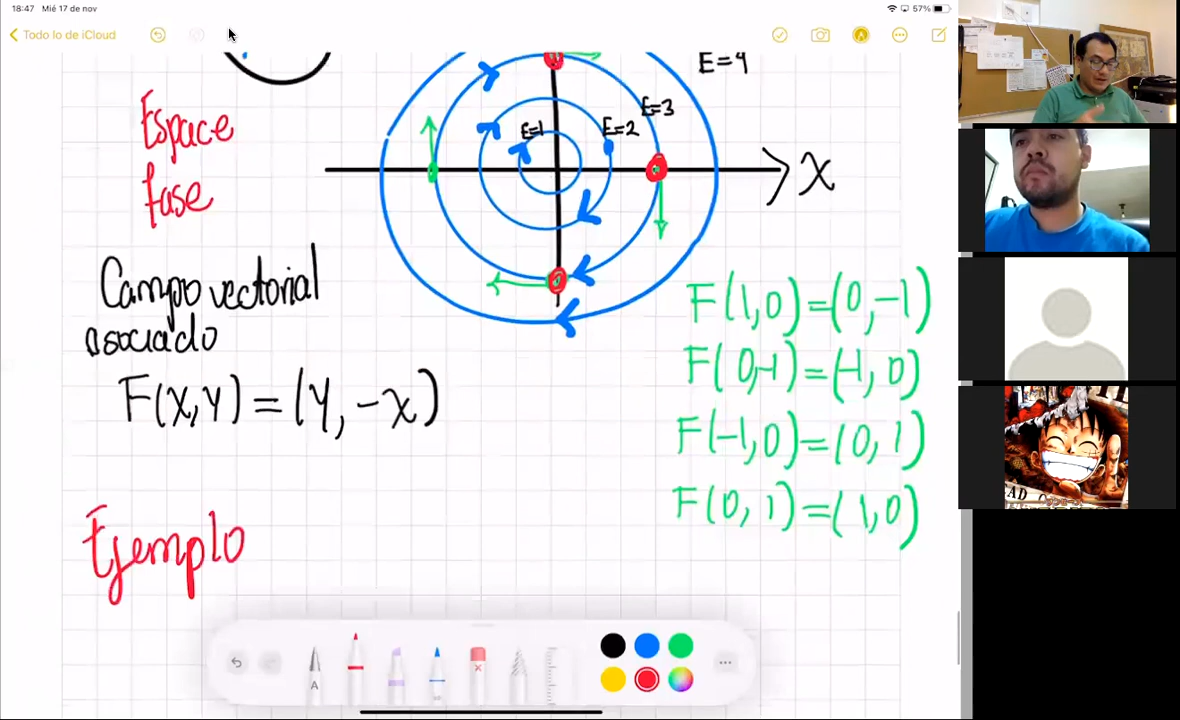 18:47 Mié 17 de nov
57%
Todo lo de iCloud
E=4
E=3
E=2
E=1
X
Espace
fase
Campo vectorial
asociado
F(x,y)=(y,-x)
F(1,0)=(0,-1)
F(0,-1)=(-1,0)
F(-1,0)=(0,1)
F(0,1)=(1,0)
Ejemplo
A
AD